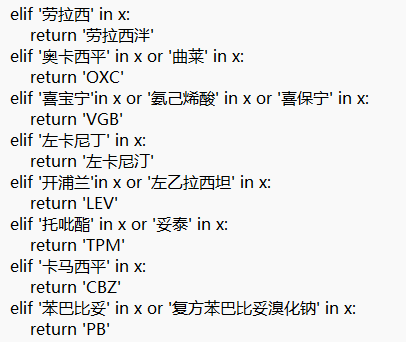 elif '劳拉西' in x:
return '劳拉西泮'
elif '奥卡西平' in x or '曲莱' in x:
return 'OXC'
elif '喜宝宁'in x or '氨己烯酸' in x or '喜保宁' in x:
return 'VGB'
elif '左卡尼丁' in x:
return '左卡尼汀'
elif '开浦兰'in x or '左乙拉西坦' in x:
return 'LEV'
elif '托吡酯' in x or '妥泰' in x:
return 'TPM'
elif '卡马西平' in x:
return 'CBZ'
elif '苯巴比妥' in x or '复方苯巴比妥溴化钠' in x:
return 'PB'